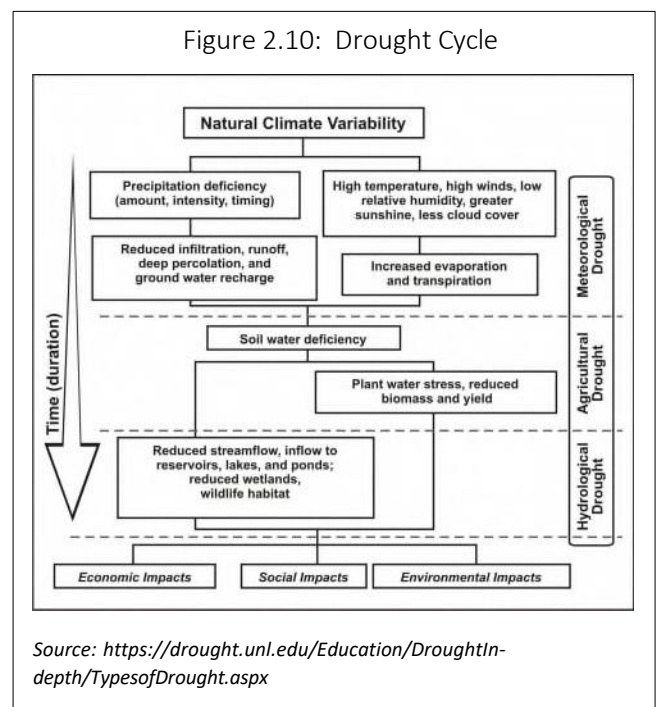 Figure 2.10: Drought Cycle
Natural Climate Variability
Precipitation deficiency
(amount, intensity, timing)
High temperature, high winds, low
relative humidity, greater
sunshine, less cloud cover
Reduced infiltration, runoff,
deep percolation, and
ground water recharge
Increased evaporation
and transpiration
Meteorological
Drought
Time (duration)
Soil water deficiency
Plant water stress, reduced
biomass and yield
Agricultural
Drought
Reduced streamflow, inflow to
reservoirs, lakes, and ponds;
reduced wetlands,
wildlife habitat
Hydrological
Drought
Economic Impacts
Social Impacts
Environmental Impacts
Source: https://drought.unl.edu/Education/DroughtIn-
depth/TypesofDrought.aspx